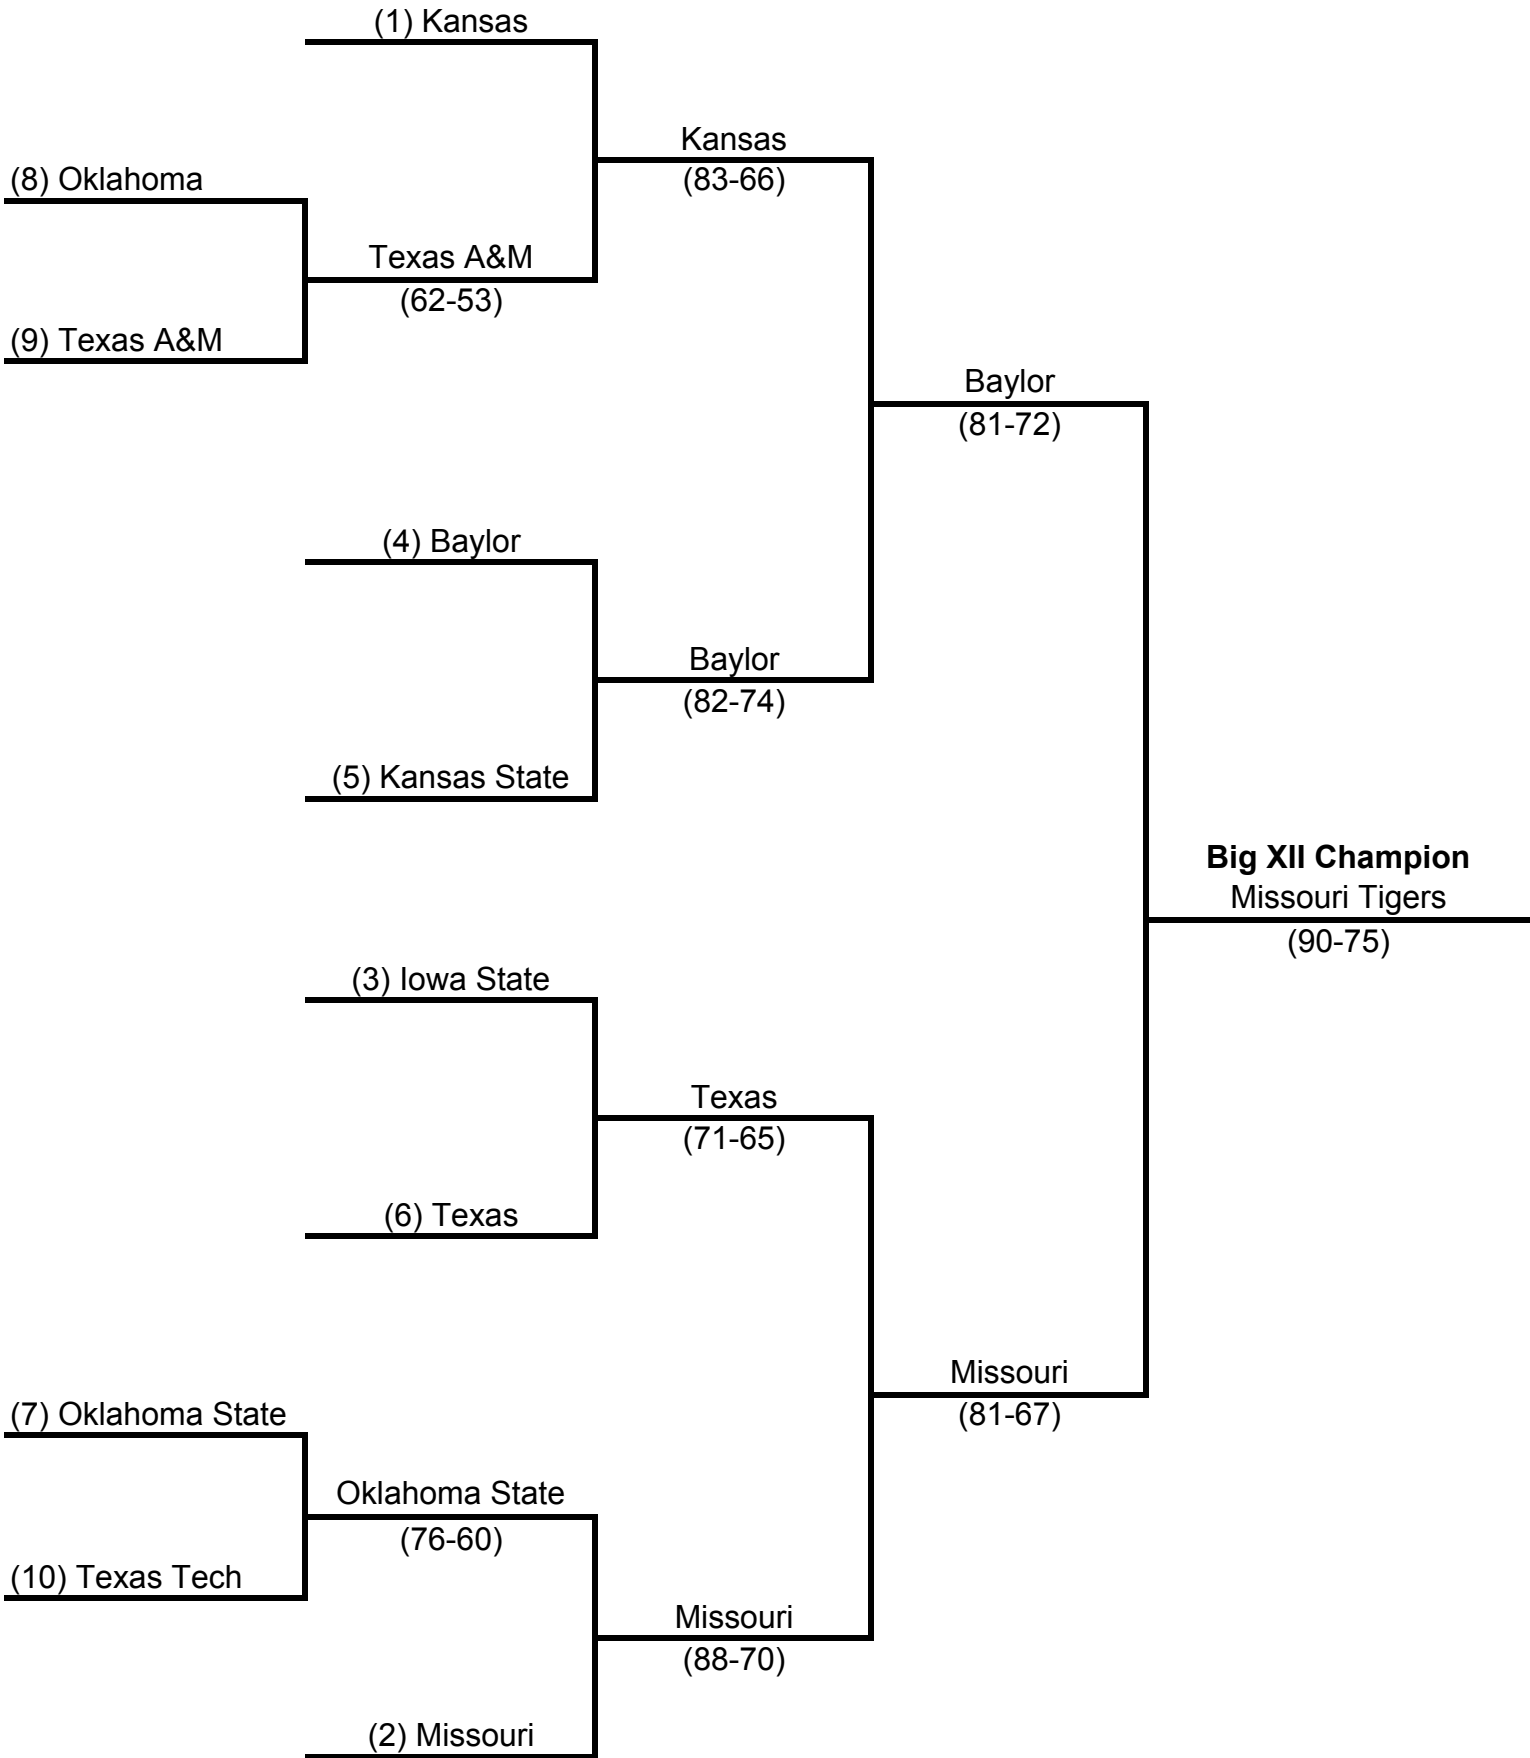 (1) Kansas
Kansas
(83-66)
(8) Oklahoma
Texas A&M
(62-53)
(9) Texas A&M
Baylor
(81-72)
(4) Baylor
Baylor
(82-74)
(5) Kansas State
Big XII Champion
Missouri Tigers
(90-75)
(3) Iowa State
Texas
(71-65)
(6) Texas
Missouri
(81-67)
(7) Oklahoma State
Oklahoma State
(76-60)
(10) Texas Tech
Missouri
(88-70)
(2) Missouri